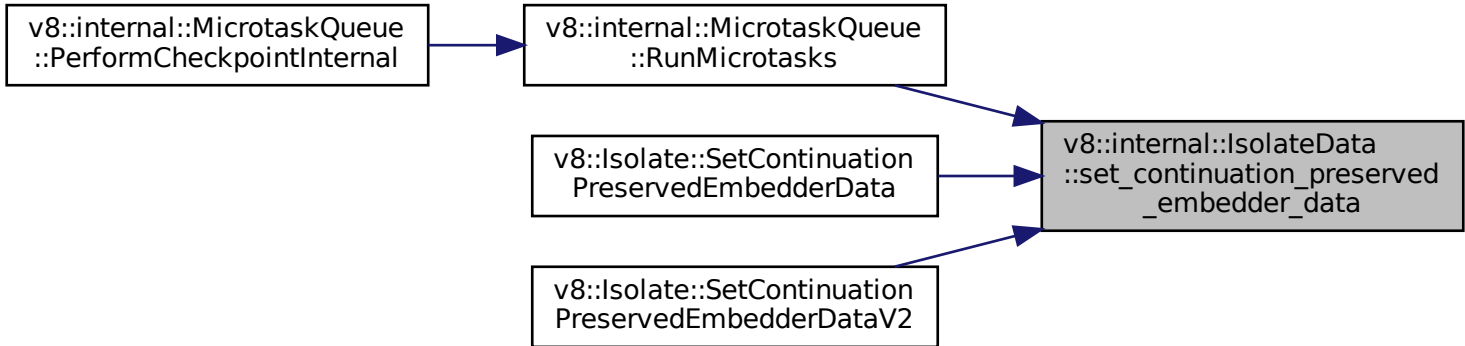 v8::internal::MicrotaskQueue
::PerformCheckpointInternal
v8::internal::MicrotaskQueue
::RunMicrotasks
v8::Isolate::SetContinuation
PreservedEmbedderData
v8::Isolate::SetContinuation
PreservedEmbedderDataV2
v8::internal::IsolateData
::set_continuation_preserved
_embedder_data